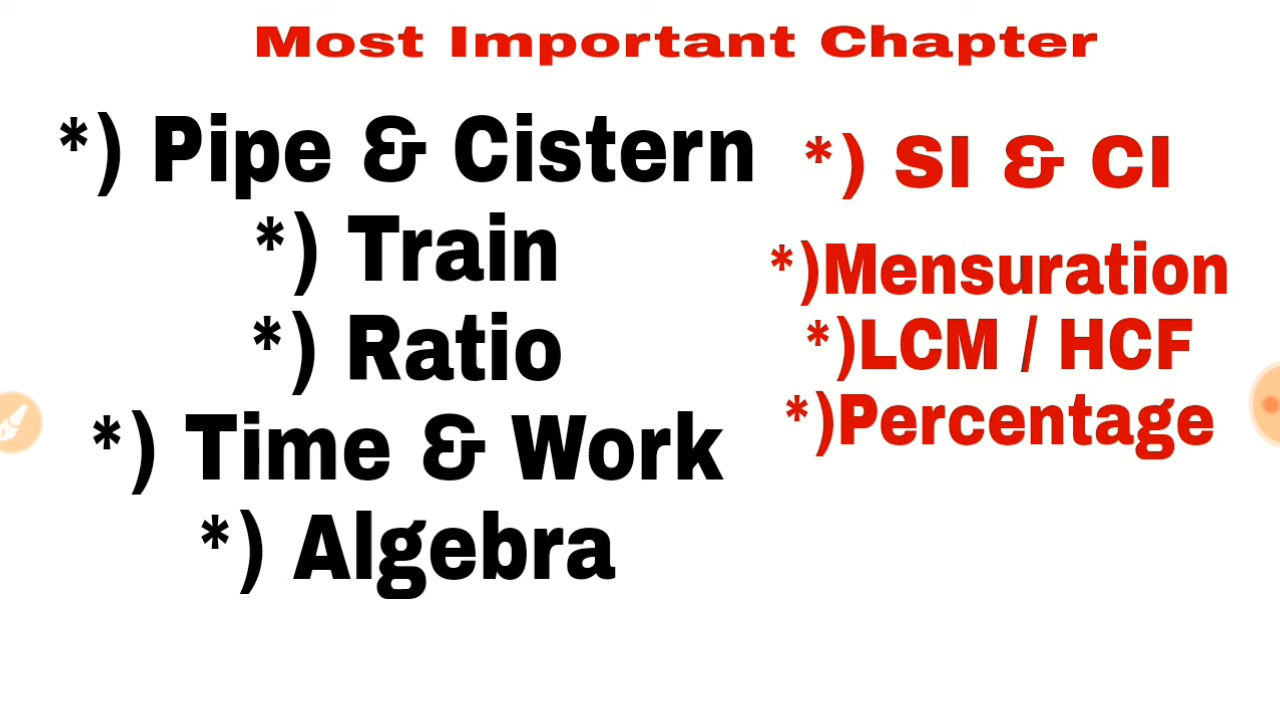 Most Important Chapter
*) Pipe & Cistern
*) Train
*) Ratio
*) Time & Work
*) Algebra
*) SI & CI
*)Mensuration
*)LCM / HCF
*)Percentage